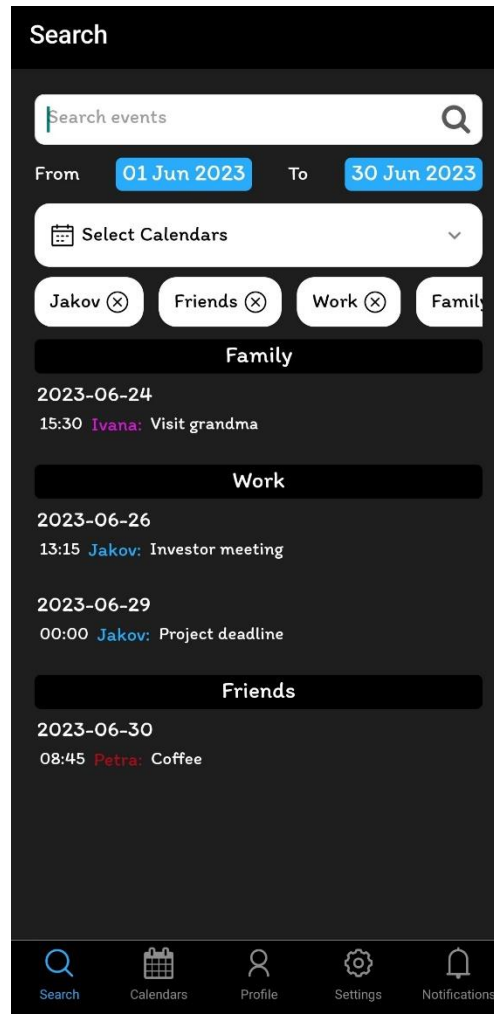 Search
Search events
From 01 Jun 2023 To 30 Jun 2023
Select Calendars
Jakov Friends Work Family
Family
2023-06-24
15:30 Ivana: Visit grandma
Work
2023-06-26
13:15 Jakov: Investor meeting
2023-06-29
00:00 Jakov: Project deadline
Friends
2023-06-30
08:45 Petra: Coffee
Search Calendars Profile Settings Notifications